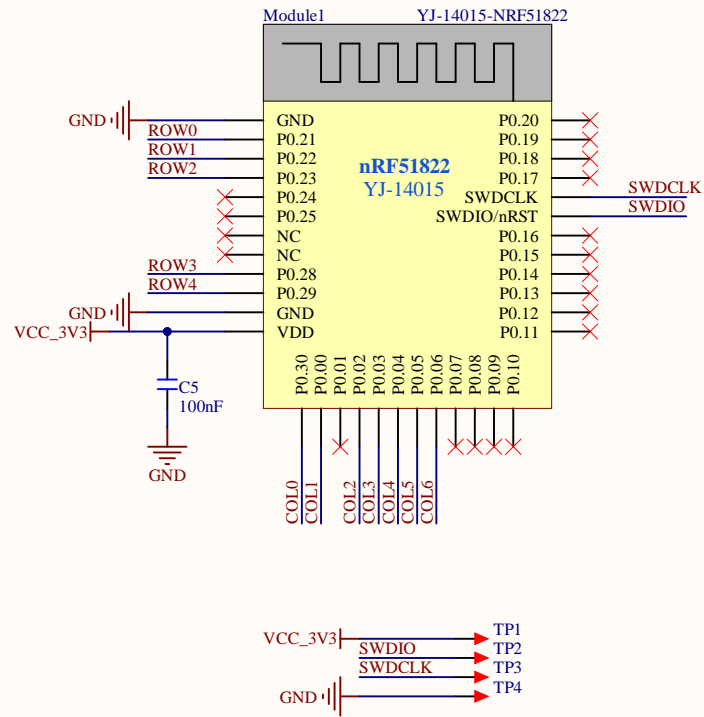 Module1 YJ-14015-NRF51822
nRF51822
YJ-14015
GND GND P0.20
ROW0 P0.21 P0.19
ROW1 P0.22 P0.18
ROW2 P0.23 P0.17
P0.24 SWDCLK SWDCLK
P0.25 SWDIO/nRST SWDIO
NC P0.16
NC P0.15
ROW3 P0.28 P0.14
ROW4 P0.29 P0.13
GND GND P0.12
VCC_3V3 VDD P0.11
P0.30 P0.00 P0.01 P0.02 P0.03 P0.04 P0.05 P0.06 P0.07 P0.08 P0.09 P0.10
C5
100nF
GND
COL0 COL1 COL2 COL3 COL4 COL5 COL6
VCC_3V3 TP1
SWDIO TP2
SWDCLK TP3
GND TP4